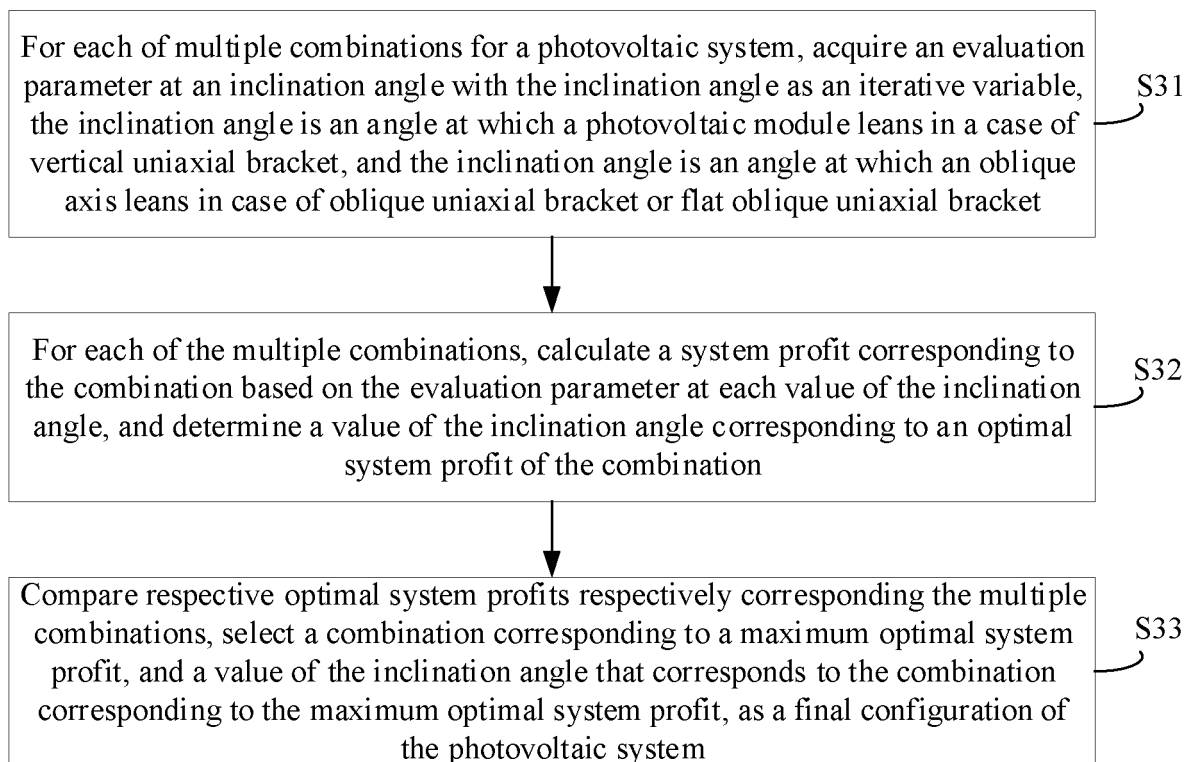 For each of multiple combinations for a photovoltaic system, acquire an evaluation
parameter at an inclination angle with the inclination angle as an iterative variable,
the inclination angle is an angle at which a photovoltaic module leans in a case of
vertical uniaxial bracket, and the inclination angle is an angle at which an oblique
axis leans in case of oblique uniaxial bracket or flat oblique uniaxial bracket
S31
For each of the multiple combinations, calculate a system profit corresponding to
the combination based on the evaluation parameter at each value of the inclination
angle, and determine a value of the inclination angle corresponding to an optimal
system profit of the combination
S32
Compare respective optimal system profits respectively corresponding the multiple
combinations, select a combination corresponding to a maximum optimal system
profit, and a value of the inclination angle that corresponds to the combination
corresponding to the maximum optimal system profit, as a final configuration of
the photovoltaic system
S33